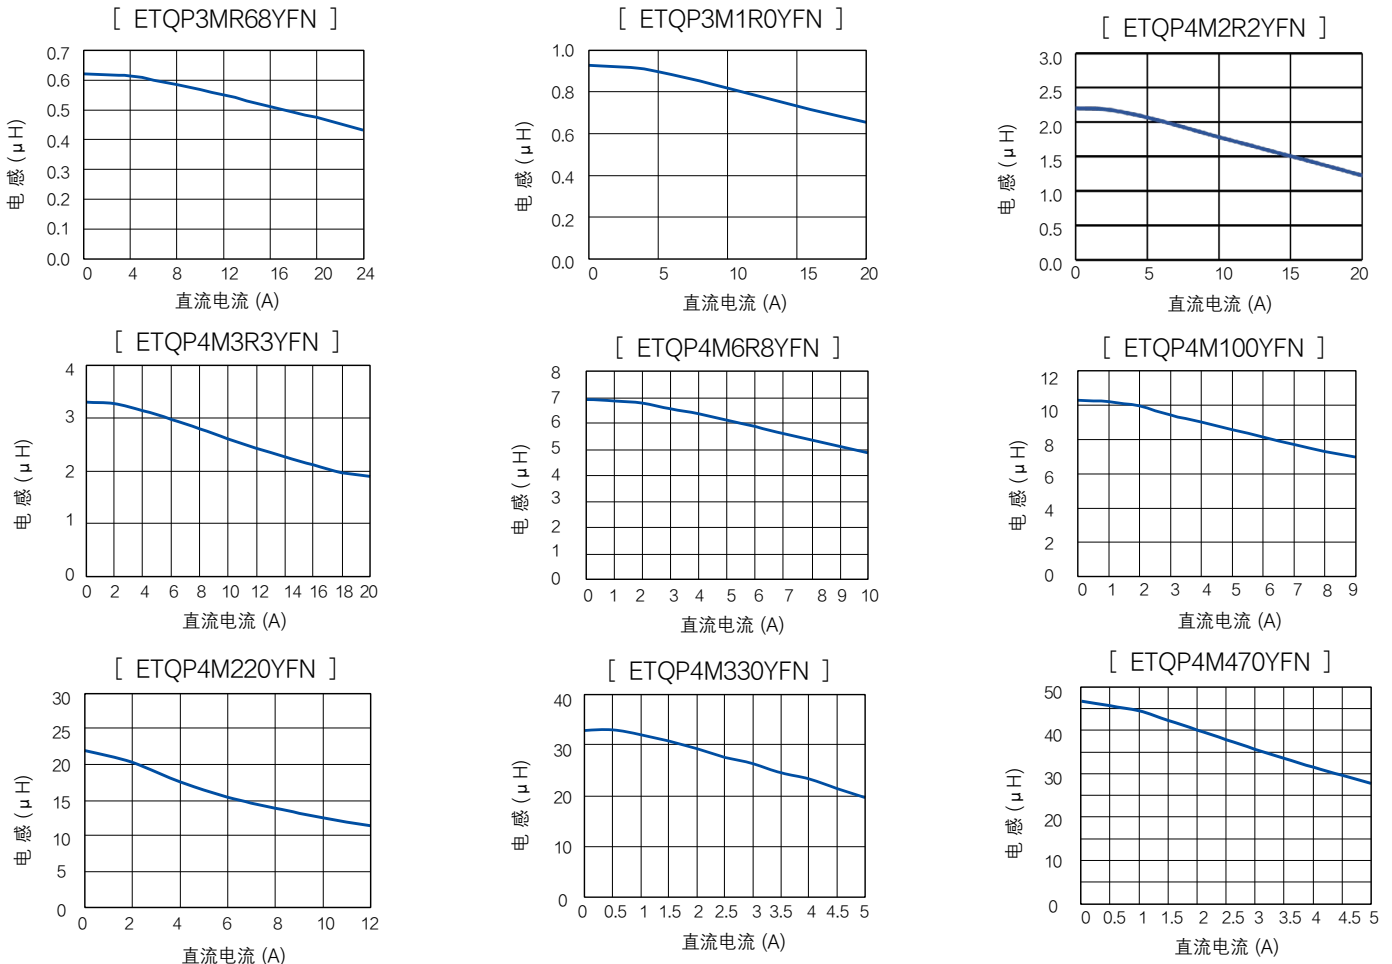 [ ETQP3MR68YFN ]
0.7
0.6
0.5
0.4
0.3
0.2
0.1
0.0
电 感 (μH)
0 4 8 12 16 20 24
直流电流 (A)
[ ETQP3M1R0YFN ]
1.0
0.8
0.6
0.4
0.2
0.0
电 感 (μH)
0 5 10 15 20
直流电流 (A)
[ ETQP4M2R2YFN ]
3.0
2.5
2.0
1.5
1.0
0.5
0.0
电 感 (μH)
0 5 10 15 20
直流电流 (A)
[ ETQP4M3R3YFN ]
4
3
2
1
0
电 感 (μH)
0 2 4 6 8 10 12 14 16 18 20
直流电流 (A)
[ ETQP4M6R8YFN ]
8
7
6
5
4
3
2
1
0
电 感 (μH)
0 1 2 3 4 5 6 7 8 9 10
直流电流 (A)
[ ETQP4M100YFN ]
12
10
8
6
4
2
0
电 感 (μH)
0 1 2 3 4 5 6 7 8 9
直流电流 (A)
[ ETQP4M220YFN ]
30
25
20
15
10
5
0
电 感 (μH)
0 2 4 6 8 10 12
直流电流 (A)
[ ETQP4M330YFN ]
40
30
20
10
0
电 感 (μH)
0 0.5 1 1.5 2 2.5 3 3.5 4 4.5 5
直流电流 (A)
[ ETQP4M470YFN ]
50
40
30
20
10
0
电 感 (μH)
0 0.5 1 1.5 2 2.5 3 3.5 4 4.5 5
直流电流 (A)